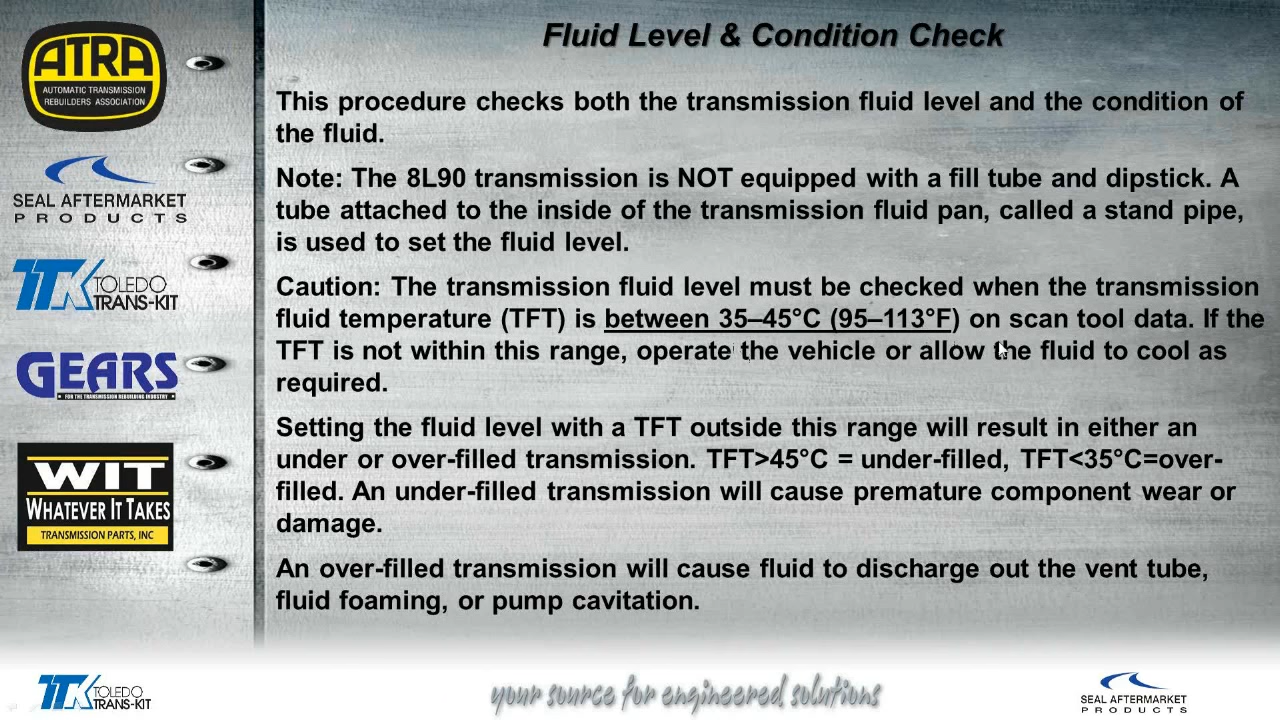 Fluid Level & Condition Check
ATRA
AUTOMATIC TRANSMISSION
REBUILDERS ASSOCIATION
SEAL AFTERMARKET
PRODUCTS
TTK TOLEDO
TRANS-KIT
GEARS
FOR THE TRANSMISSION REBUILDING INDUSTRY
WIT
WHATEVER IT TAKES
TRANSMISSION PARTS, INC
This procedure checks both the transmission fluid level and the condition of
the fluid.
Note: The 8L90 transmission is NOT equipped with a fill tube and dipstick. A
tube attached to the inside of the transmission fluid pan, called a stand pipe,
is used to set the fluid level.
Caution: The transmission fluid level must be checked when the transmission
fluid temperature (TFT) is between 35–45°C (95–113°F) on scan tool data. If the
TFT is not within this range, operate the vehicle or allow the fluid to cool as
required.
Setting the fluid level with a TFT outside this range will result in either an
under or over-filled transmission. TFT>45°C = under-filled, TFT<35°C=over-
filled. An under-filled transmission will cause premature component wear or
damage.
An over-filled transmission will cause fluid to discharge out the vent tube,
fluid foaming, or pump cavitation.
TTK TOLEDO
TRANS-KIT
your source for engineered solutions
SEAL AFTERMARKET
PRODUCTS